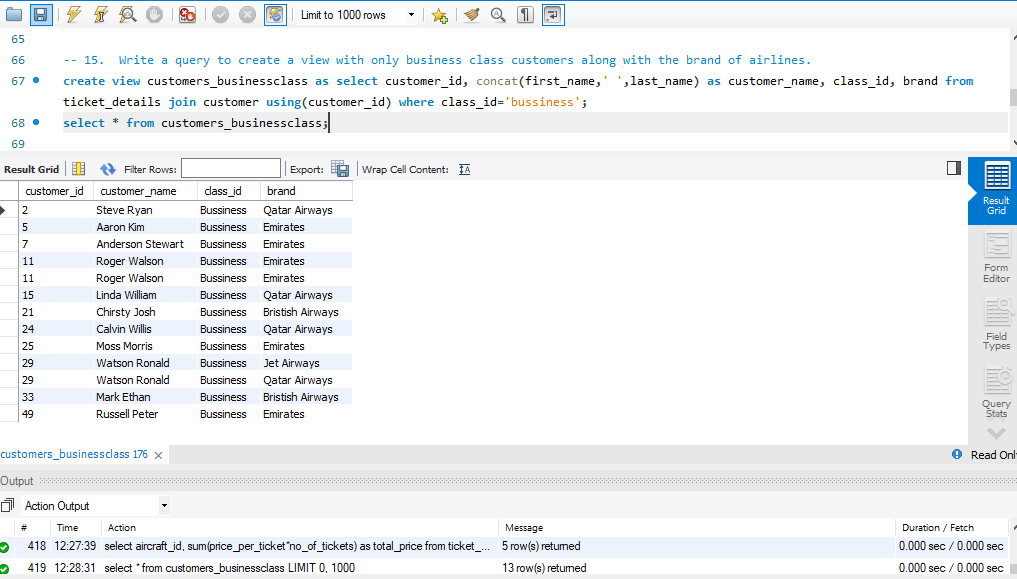 Limit to 1000 rows
65
66 -- 15. Write a query to create a view with only business class customers along with the brand of airlines.
67 create view customers_businessclass as select customer_id, concat(first_name,' ',last_name) as customer_name, class_id, brand from
ticket_details join customer using(customer_id) where class_id='bussiness';
68 select * from customers_businessclass;
69
Result Grid Filter Rows: Export: Wrap Cell Content:
customer_id customer_name class_id brand
2 Steve Ryan Bussiness Qatar Airways
5 Aaron Kim Bussiness Emirates
7 Anderson Stewart Bussiness Emirates
11 Roger Walson Bussiness Emirates
11 Roger Walson Bussiness Emirates
15 Linda William Bussiness Qatar Airways
21 Chirsty Josh Bussiness Bristish Airways
24 Calvin Willis Bussiness Qatar Airways
25 Moss Morris Bussiness Emirates
29 Watson Ronald Bussiness Jet Airways
29 Watson Ronald Bussiness Qatar Airways
33 Mark Ethan Bussiness Bristish Airways
49 Russell Peter Bussiness Emirates
Result
Grid
Form
Editor
Field
Types
Query
Stats
customers_businessclass 176
Read Onl
Output
Action Output
# Time Action Message Duration / Fetch
418 12:27:39 select aircraft_id, sum(price_per_ticket*no_of_tickets) as total_price from ticket_... 5 row(s) returned 0.000 sec / 0.000 sec
419 12:28:31 select * from customers_businessclass LIMIT 0, 1000 13 row(s) returned 0.000 sec / 0.000 sec